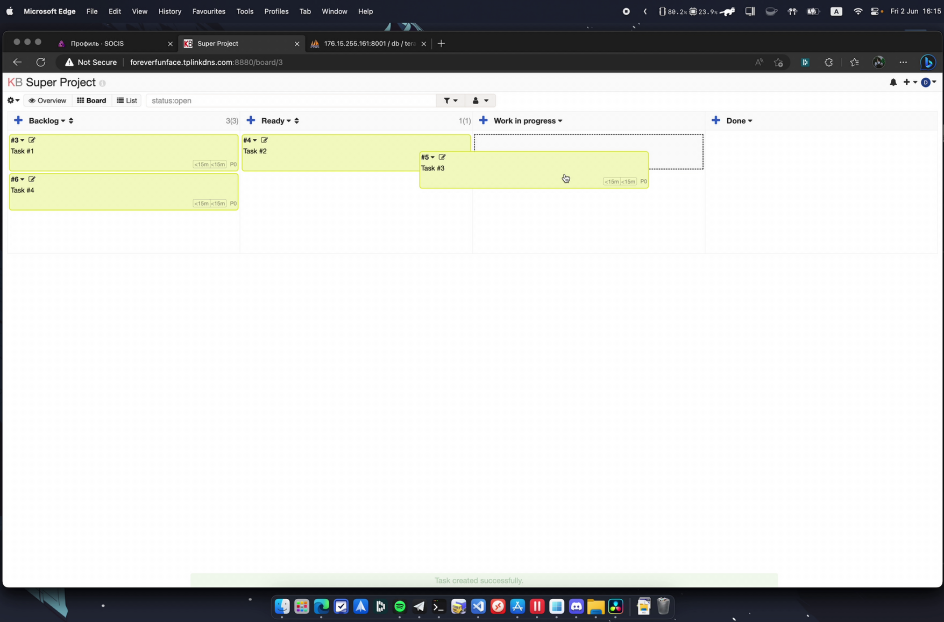 Microsoft Edge File Edit View History Favourites Tools Profiles Tab Window Help 80.2% 23.9% A Fri 2 Jun 16:15
Профиль · SOCIS Super Project 176.15.255.161:8001 / db / tera
Not Secure foreverfunface.tplinkdns.com:8880/board/3
KB Super Project
Overview Board List status:open
Backlog 3(3) Ready 1(1) Work in progress Done
#3 #4
Task #1 Task #2
<15m <15m P0
#5
Task #3
<15m <15m P0
#6
Task #4
<15m <15m P0
Task created successfully.